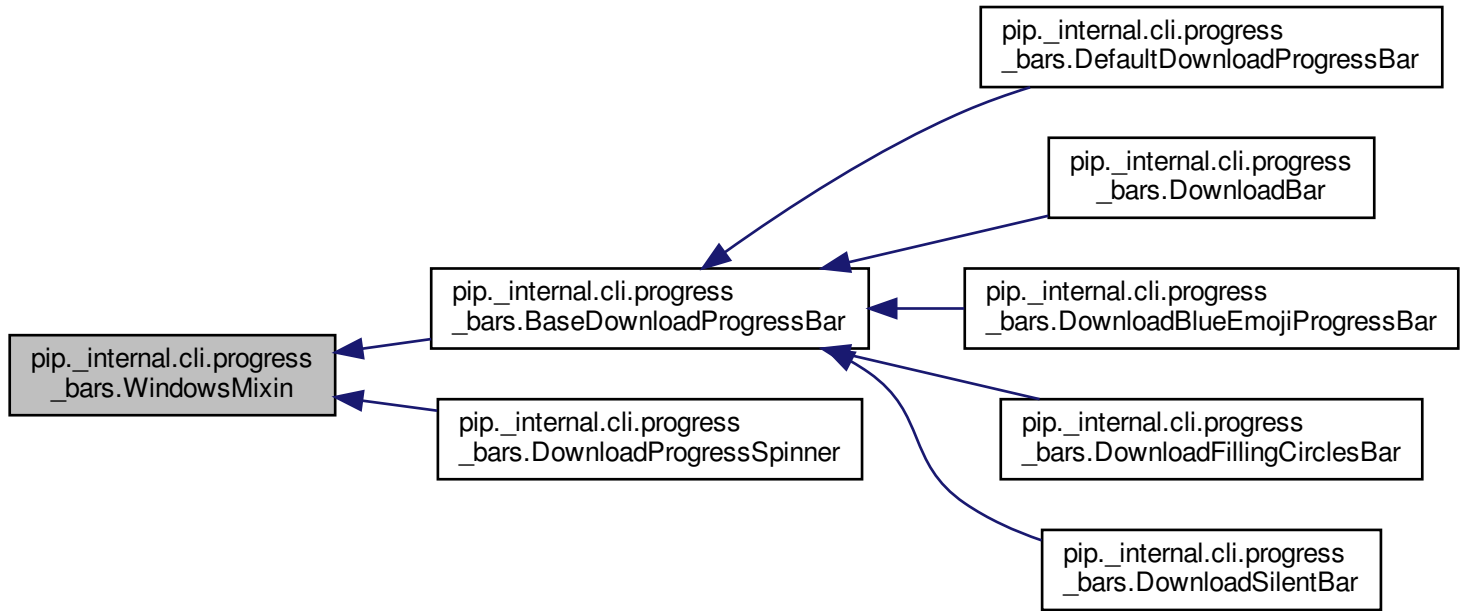 pip._internal.cli.progress
_bars.DefaultDownloadProgressBar
pip._internal.cli.progress
_bars.DownloadBar
pip._internal.cli.progress
_bars.BaseDownloadProgressBar
pip._internal.cli.progress
_bars.DownloadBlueEmojiProgressBar
pip._internal.cli.progress
_bars.WindowsMixin
pip._internal.cli.progress
_bars.DownloadProgressSpinner
pip._internal.cli.progress
_bars.DownloadFillingCirclesBar
pip._internal.cli.progress
_bars.DownloadSilentBar